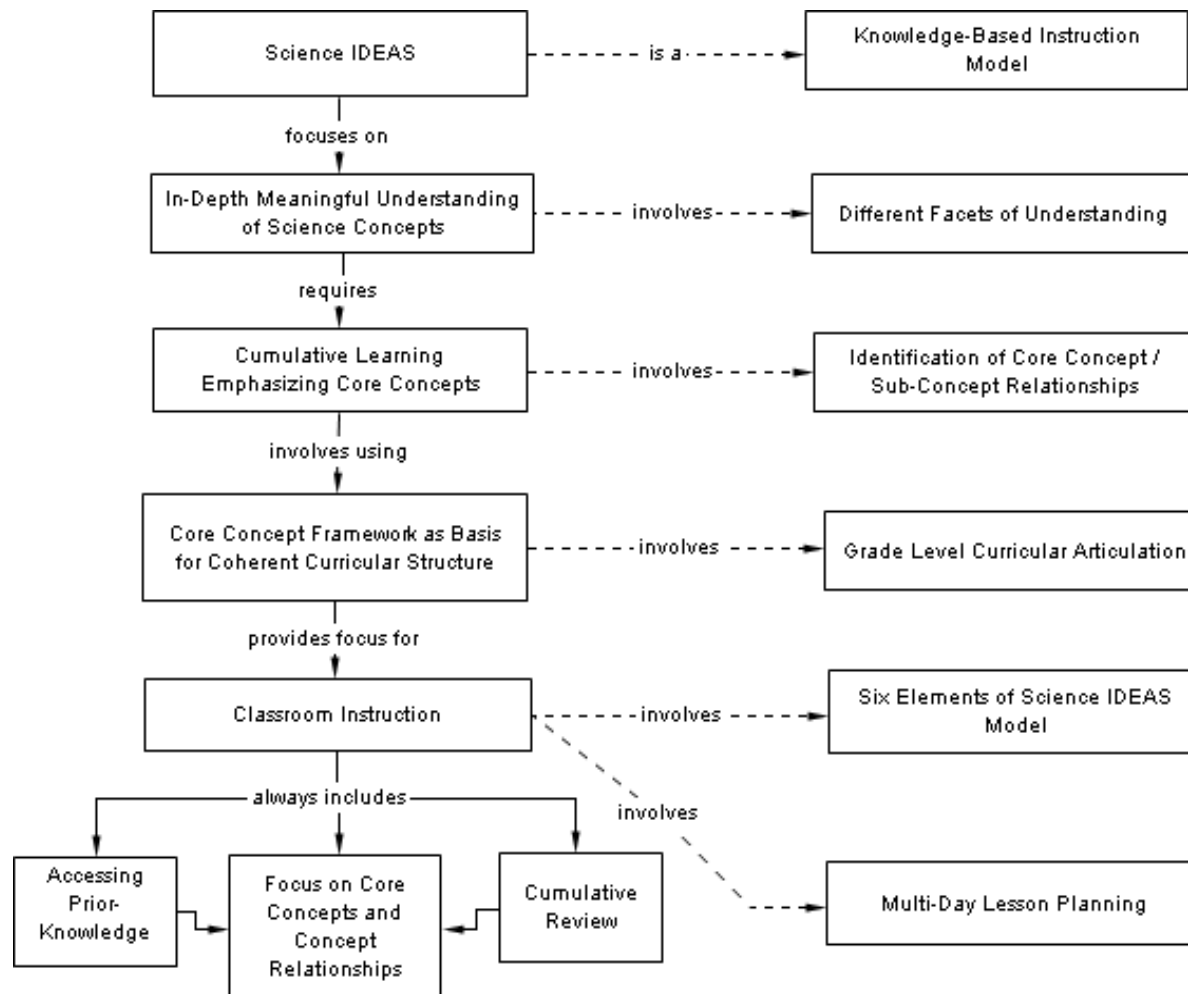 Science IDEAS
is a
Knowledge-Based Instruction
Model
focuses on
In-Depth Meaningful Understanding
of Science Concepts
involves
Different Facets of Understanding
requires
Cumulative Learning
Emphasizing Core Concepts
involves
Identification of Core Concept /
Sub-Concept Relationships
involves using
Core Concept Framework as Basis
for Coherent Curricular Structure
involves
Grade Level Curricular Articulation
provides focus for
Classroom Instruction
involves
Six Elements of Science IDEAS
Model
always includes
involves
Accessing
Prior-
Knowledge
Focus on Core
Concepts and
Concept
Relationships
Cumulative
Review
Multi-Day Lesson Planning